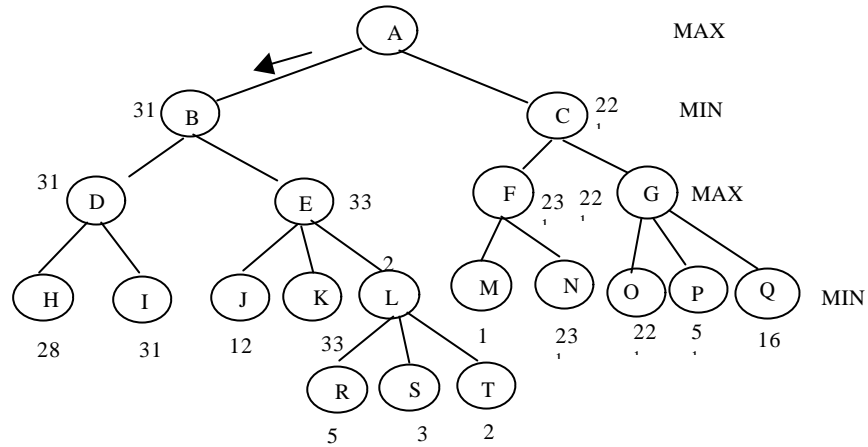 A MAX
31 B C 22 MIN
31 D E 33 F 23 22 G MAX
H I J K 2 L M N O P Q MIN
28 31 12 33 1 23 22 5 16
R S T
5 3 2